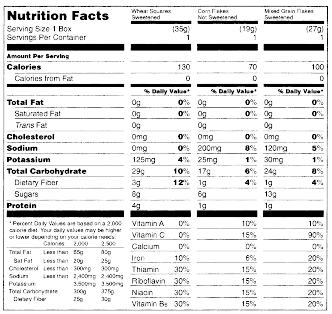 Nutrition Facts Wheat Squares Corn Flakes Mixed Grain Flakes
Sweetened Not Sweetened Sweetened
Serving Size 1 Box (35g) (19g) (27g)
Servings Per Container 1 1 1
Amount Per Serving
Calories 130 70 100
Calories from Fat 0 0 0
% Daily Value* % Daily Value* % Daily Value*
Total Fat 0g 0% 0g 0% 0g 0%
Saturated Fat 0g 0% 0g 0% 0g 0%
Trans Fat 0g 0g 0g
Cholesterol 0mg 0% 0mg 0% 0mg 0%
Sodium 0mg 0% 200mg 8% 120mg 5%
Potassium 125mg 4% 25mg 1% 30mg 1%
Total Carbohydrate 29g 10% 17g 6% 24g 8%
Dietary Fiber 3g 12% 1g 4% 1g 4%
Sugars 6g 13g
Protein 4g 1g 1g
* Percent Daily Values are based on a 2,000
calorie diet. Your daily values may be higher
or lower depending on your calorie needs.
Calories 2,000 2,500
Total Fat Less than 65g 80g
Sat Fat Less than 20g 25g
Cholesterol Less than 300mg 300mg
Sodium Less than 2,400mg 2,400mg
Potassium 3,500mg 3,500mg
Total Carbohydrate 300g 375g
Dietary Fiber 25g 30g
Vitamin A 0% 10% 10%
Vitamin C 0% 15% 90%
Calcium 0% 0% 0%
Iron 10% 6% 20%
Thiamin 30% 15% 20%
Riboflavin 30% 15% 20%
Niacin 30% 15% 20%
Vitamin B6 30% 15% 20%